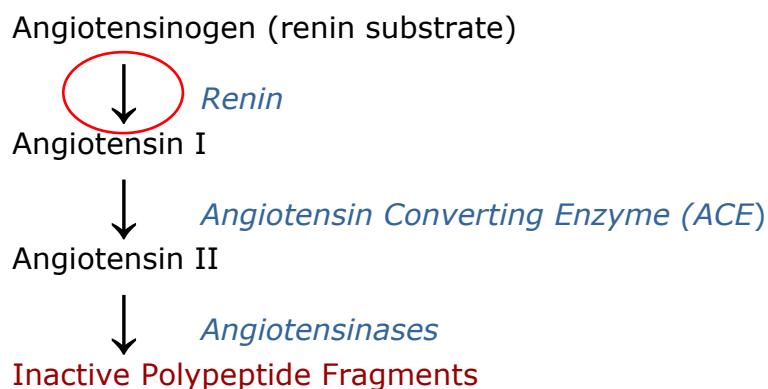 Angiotensinogen (renin substrate)
Renin
Angiotensin I
Angiotensin Converting Enzyme (ACE)
Angiotensin II
Angiotensinases
Inactive Polypeptide Fragments